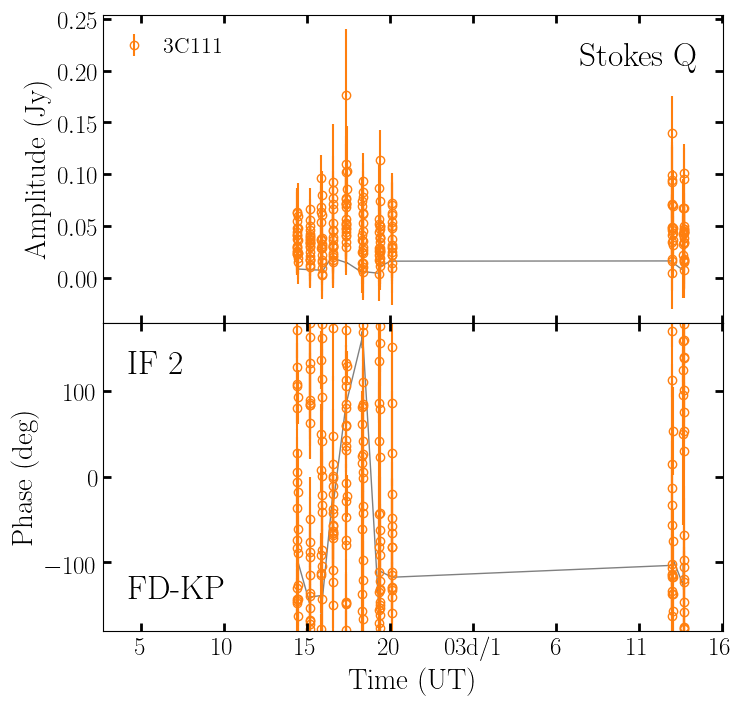 0.25
0.20
0.15
0.10
0.05
0.00
Amplitude (Jy)
3C111
Stokes Q
100
0
−100
Phase (deg)
IF 2
FD-KP
5 10 15 20 03d/1 6 11 16
Time (UT)